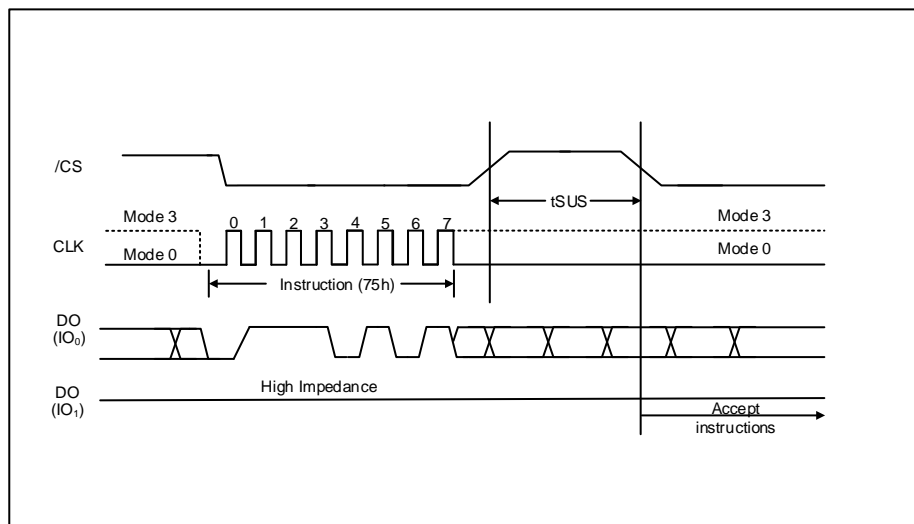 /CS
tSUS
Mode 3
0 1 2 3 4 5 6 7
Mode 3
CLK
Mode 0
Mode 0
Instruction (75h)
DO
(IO0)
High Impedance
DO
(IO1)
Accept
instructions